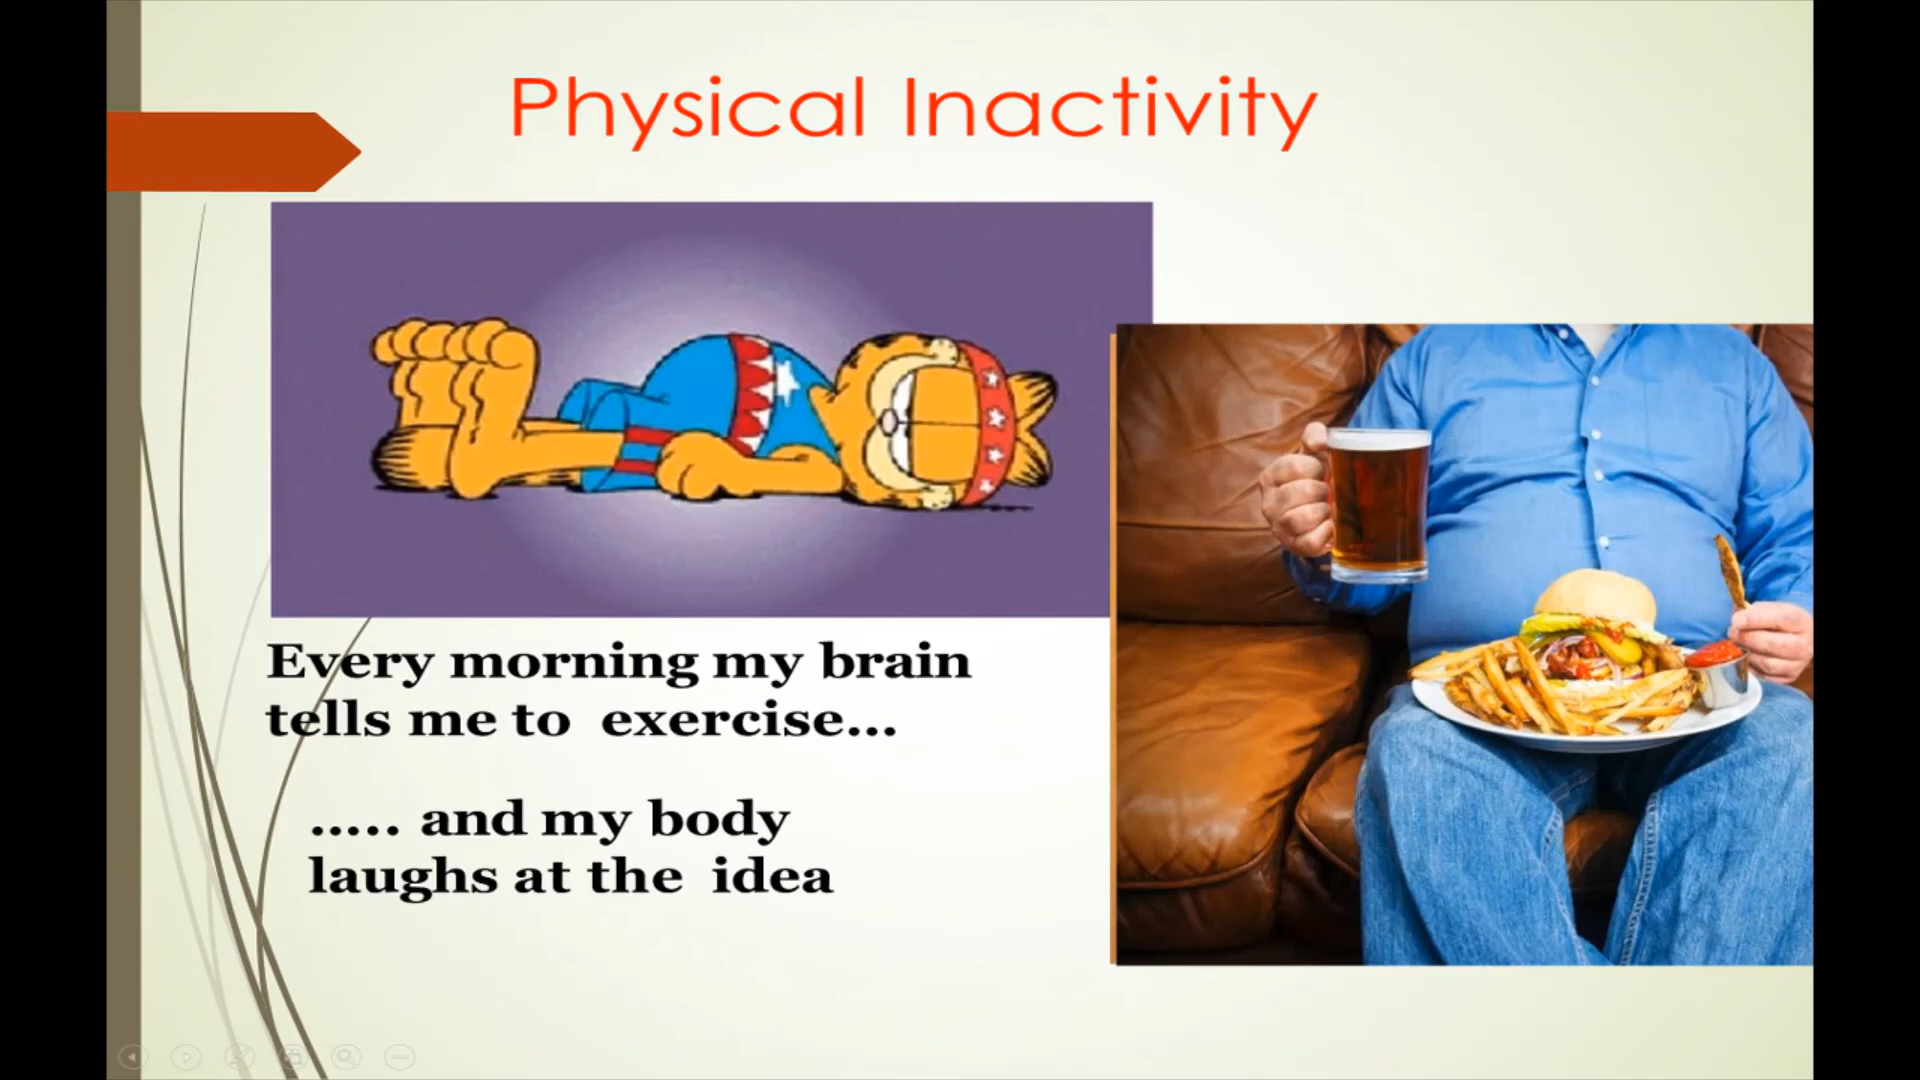 Physical Inactivity
Every morning my brain
tells me to exercise...
..... and my body
laughs at the idea